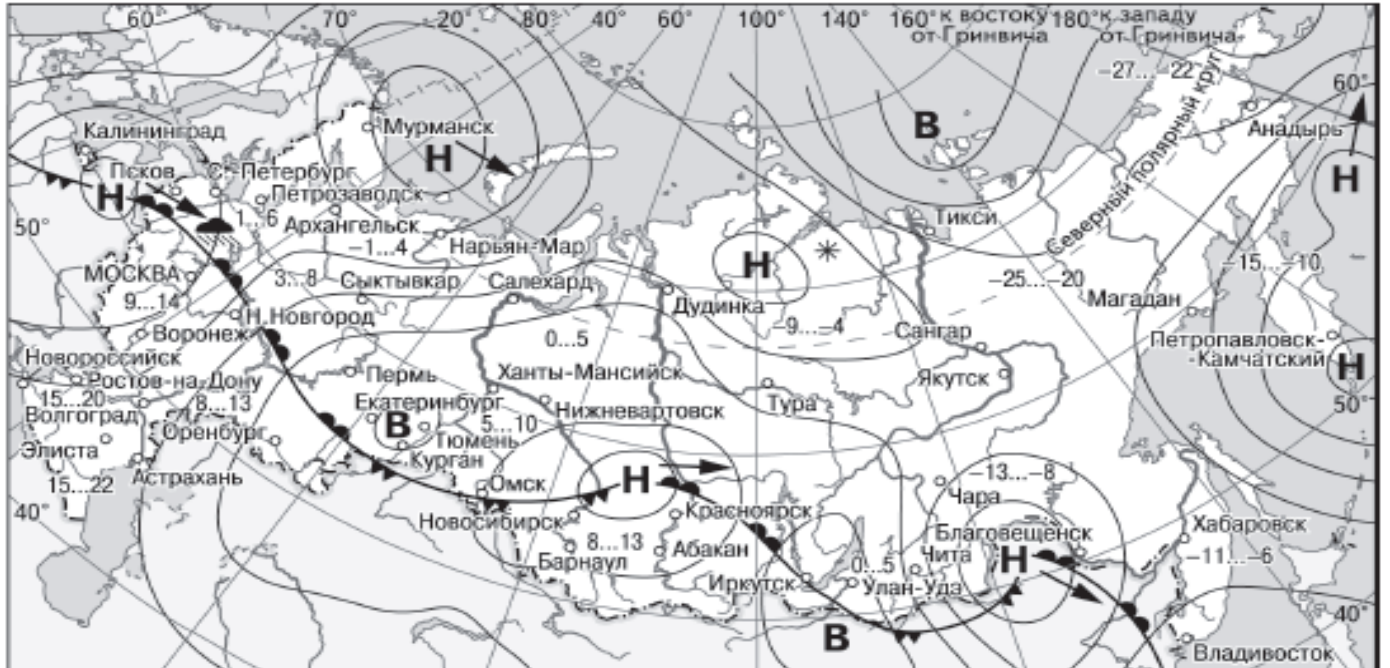 60° 70° 20° 80° 40° 60° 100° 140° 160° к востоку 180° к западу
от Гринвича от Гринвича
–27...–22
60°
В
Калининград
Мурманск
Анадырь
Н
Псков С.-Петербург
Н
Н
Петрозаводск
1...6
Архангельск
Тикси
Северный полярный круг
50°
–1...4
Нарьян-Мар
МОСКВА
3...8
Сыктывкар
Салехард
Н
–25...–20
–15...–10
9...14
Н.Новгород
Дудинка
Магадан
Воронеж
0...5
–9...–4
Сангар
Петропавловск-
-Камчатский
Новороссийск
Пермь
Ханты-Мансийск
Якутск
Н
Ростов-на-Дону
Екатеринбург
Нижневартовск
Тура
50°
15...20
8...13
Волгоград
В
5...10
Оренбург
Тюмень
Элиста
Курган
Астрахань
15...22
Омск
Н
–13...–8
Чара
40°
Новосибирск
Красноярск
Благовещенск
Хабаровск
8...13
Абакан
Барнаул
Н
Чита
–11...–6
Иркутск
0...5
Улан-Удэ
В
40°
Владивосток